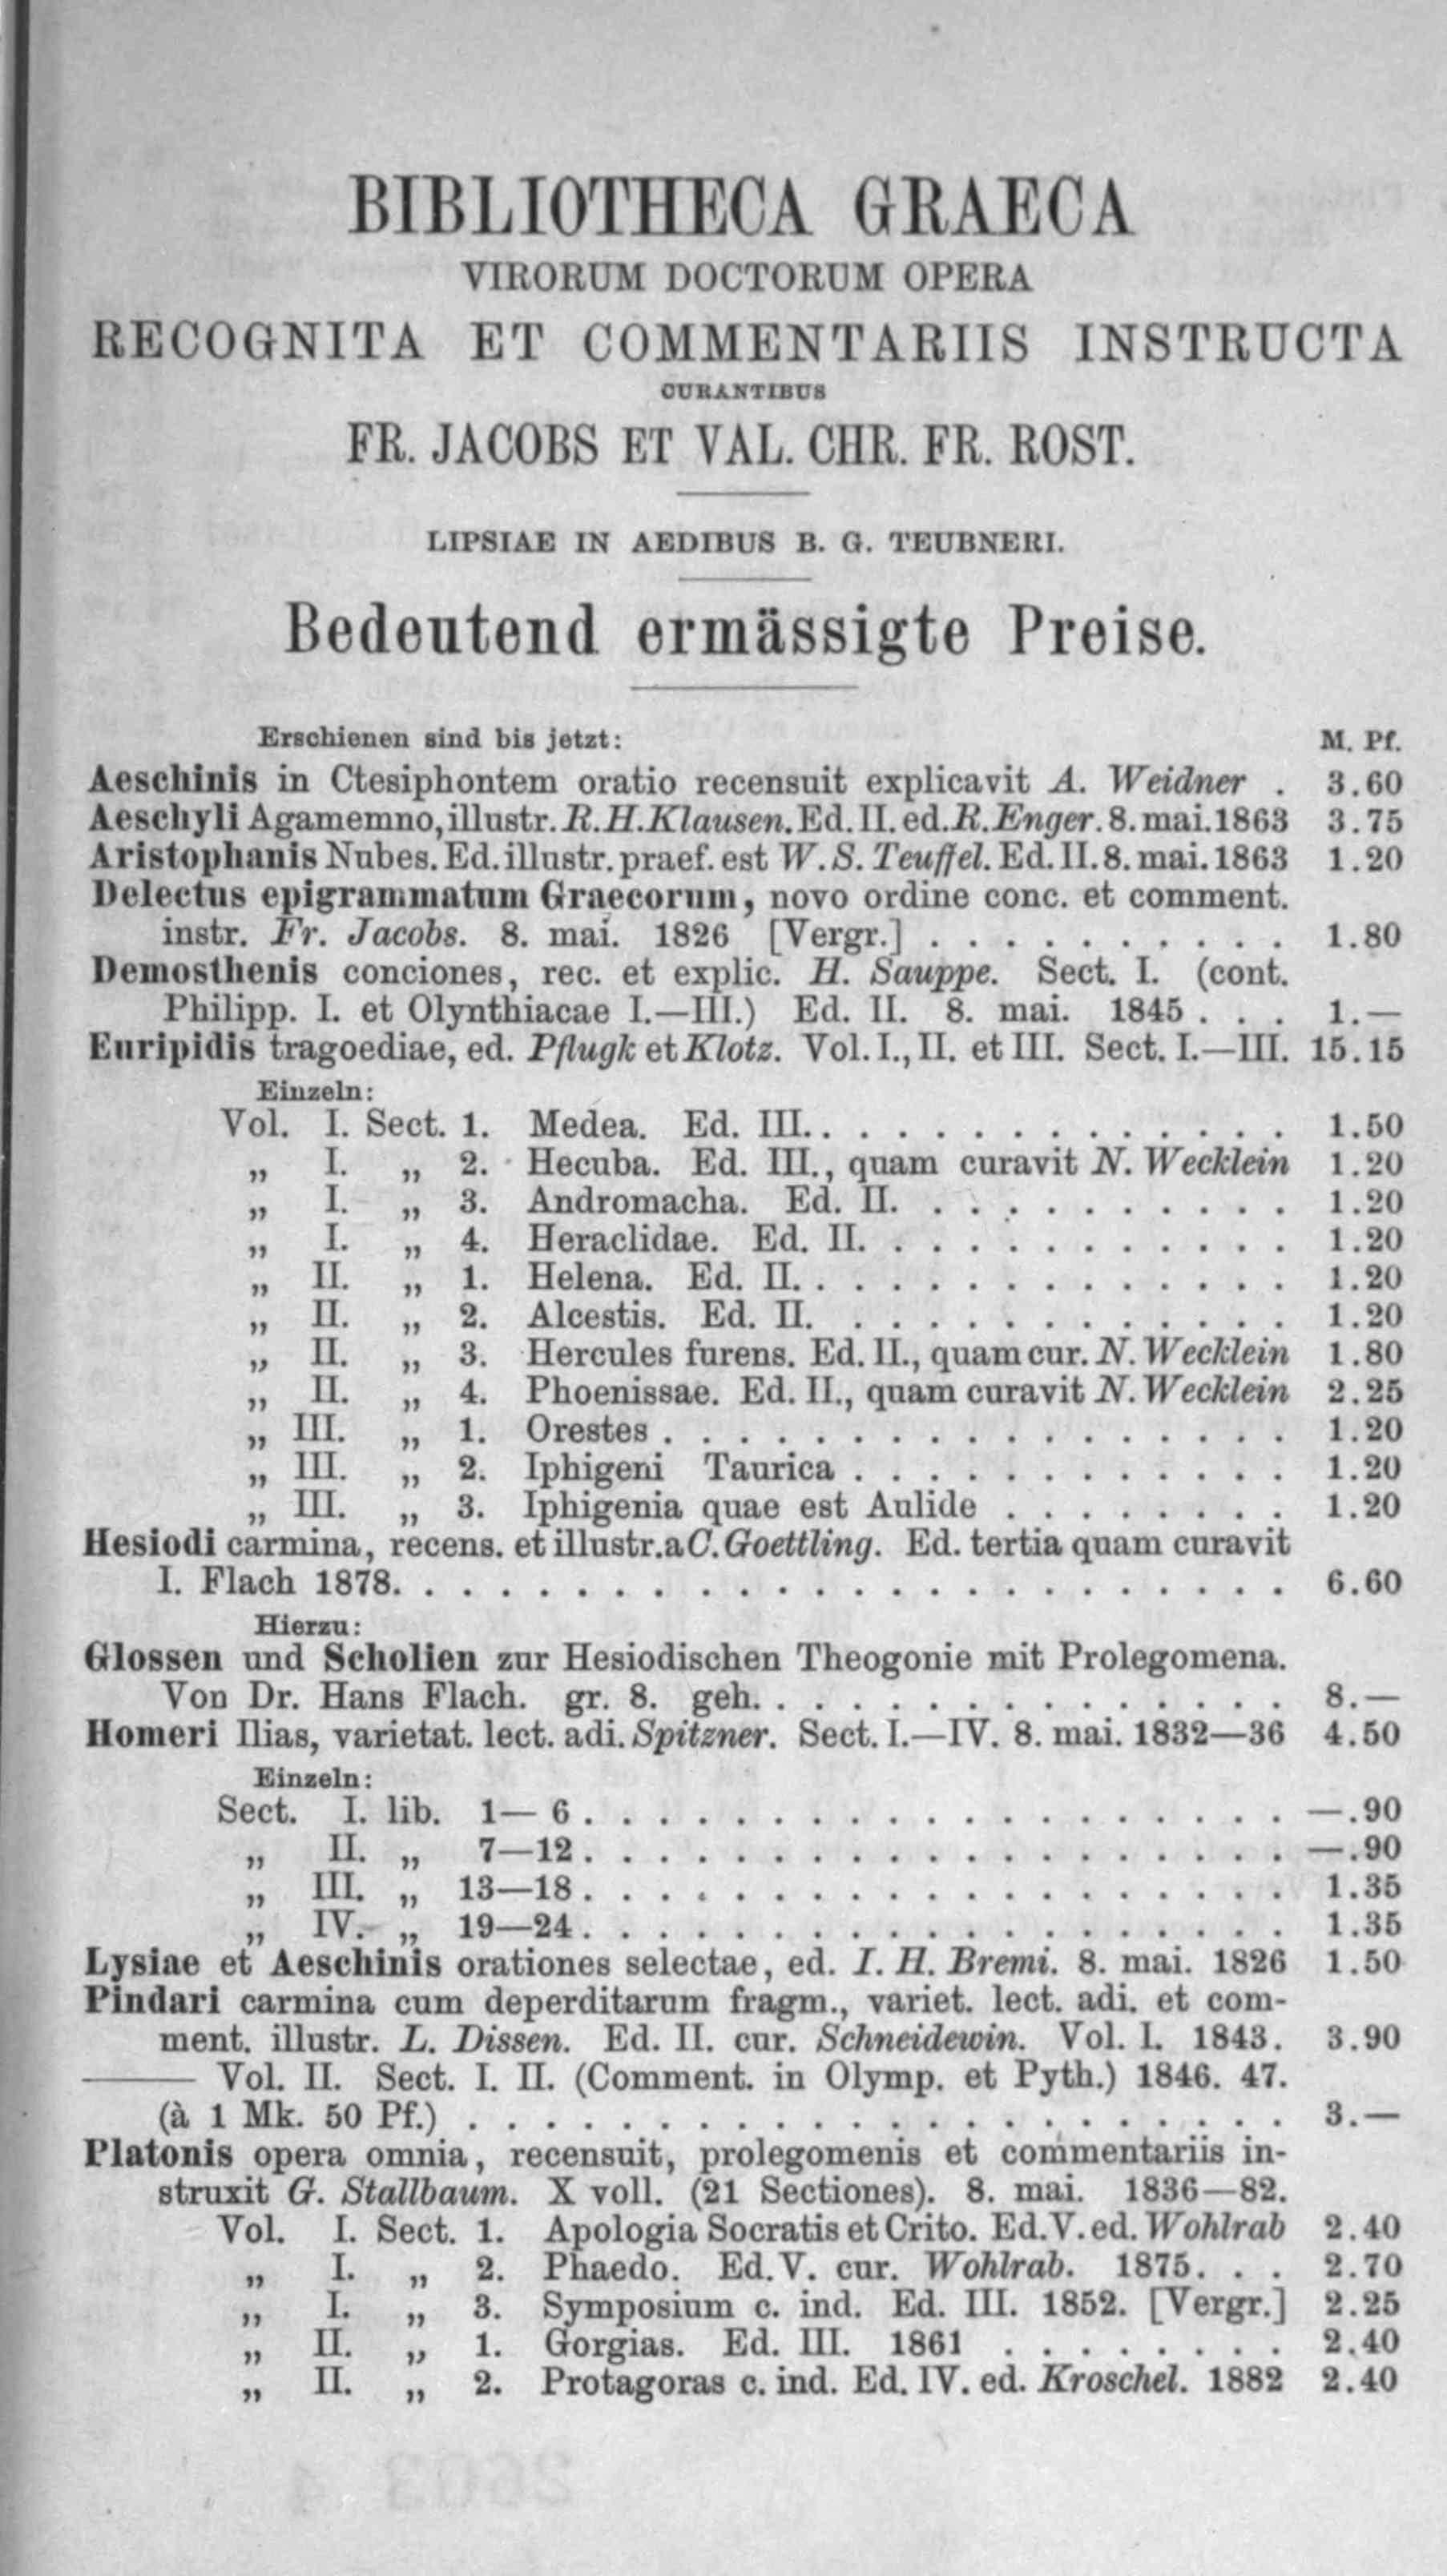 BIBLIOTHECA GRAECA
VIRORUM DOCTORUM OPERA
RECOGNITA ET COMMENTARIIS INSTRUCTA
CURANTIBUS
FR. JACOBS ET VAL. CHR. FR. ROST.
LIPSIAE IN AEDIBUS B. G. TEUBNERI.
Bedeutend ermässigte Preise.
Erschienen sind bis jetzt: M. Pf.
Aeschinis in Ctesiphontem oratio recensuit explicavit A. Weidner . 3.60
Aeschyli Agamemno, illustr. R. H. Klausen. Ed. II. ed. R. Enger. 8. mai. 1863 3.75
Aristophanis Nubes. Ed. illustr. praef. est W. S. Teuffel. Ed. II. 8. mai. 1863 1.20
Delectus epigrammatum Graecorum, novo ordine conc. et comment.
instr. Fr. Jacobs. 8. mai. 1826 [Vergr.] . . . . . . . . . . 1.80
Demosthenis conciones, rec. et explic. H. Sauppe. Sect. I. (cont.
Philipp. I. et Olynthiacae I.—III.) Ed. II. 8. mai. 1845 . . . 1.—
Euripidis tragoediae, ed. Pflugk et Klotz. Vol. I., II. et III. Sect. I.—III. 15.15
Einzeln:
Vol. I. Sect. 1. Medea. Ed. III. . . . . . . . . . . . . . 1.50
„ I. „ 2. Hecuba. Ed. III., quam curavit N. Wecklein 1.20
„ I. „ 3. Andromacha. Ed. II. . . . . . . . . . . 1.20
„ I. „ 4. Heraclidae. Ed. II. . . . . . . . . . . . 1.20
„ II. „ 1. Helena. Ed. II. . . . . . . . . . . . . . 1.20
„ II. „ 2. Alcestis. Ed. II. . . . . . . . . . . . . 1.20
„ II. „ 3. Hercules furens. Ed. II., quam cur. N. Wecklein 1.80
„ II. „ 4. Phoenissae. Ed. II., quam curavit N. Wecklein 2.25
„ III. „ 1. Orestes . . . . . . . . . . . . . . . . . 1.20
„ III. „ 2. Iphigeni Taurica . . . . . . . . . . . . 1.20
„ III. „ 3. Iphigenia quae est Aulide . . . . . . . . 1.20
Hesiodi carmina, recens. et illustr. a C. Goettling. Ed. tertia quam curavit
I. Flach 1878. . . . . . . . . . . . . . . . . . . . . . . . 6.60
Hierzu:
Glossen und Scholien zur Hesiodischen Theogonie mit Prolegomena.
Von Dr. Hans Flach. gr. 8. geh. . . . . . . . . . . . . . . 8.—
Homeri Ilias, varietat. lect. adi. Spitzner. Sect. I.—IV. 8. mai. 1832—36 4.50
Einzeln:
Sect. I. lib. 1— 6 . . . . . . . . . . . . . . . . . . . —.90
„ II. „ 7—12 . . . . . . . . . . . . . . . . . . . —.90
„ III. „ 13—18 . . . . . . . . . . . . . . . . . . . 1.35
„ IV. „ 19—24 . . . . . . . . . . . . . . . . . . . 1.35
Lysiae et Aeschinis orationes selectae, ed. I. H. Bremi. 8. mai. 1826 1.50
Pindari carmina cum deperditarum fragm., variet. lect. adi. et com-
ment. illustr. L. Dissen. Ed. II. cur. Schneidewin. Vol. I. 1843. 3.90
——— Vol. II. Sect. I. II. (Comment. in Olymp. et Pyth.) 1846. 47.
(à 1 Mk. 50 Pf.) . . . . . . . . . . . . . . . . . . . . . . 3.—
Platonis opera omnia, recensuit, prolegomenis et commentariis in-
struxit G. Stallbaum. X voll. (21 Sectiones). 8. mai. 1836—82.
Vol. I. Sect. 1. Apologia Socratis et Crito. Ed. V. ed. Wohlrab 2.40
„ I. „ 2. Phaedo. Ed. V. cur. Wohlrab. 1875. . . 2.70
„ I. „ 3. Symposium c. ind. Ed. III. 1852. [Vergr.] 2.25
„ II. „ 1. Gorgias. Ed. III. 1861 . . . . . . . . 2.40
„ II. „ 2. Protagoras c. ind. Ed. IV. ed. Kroschel. 1882 2.40